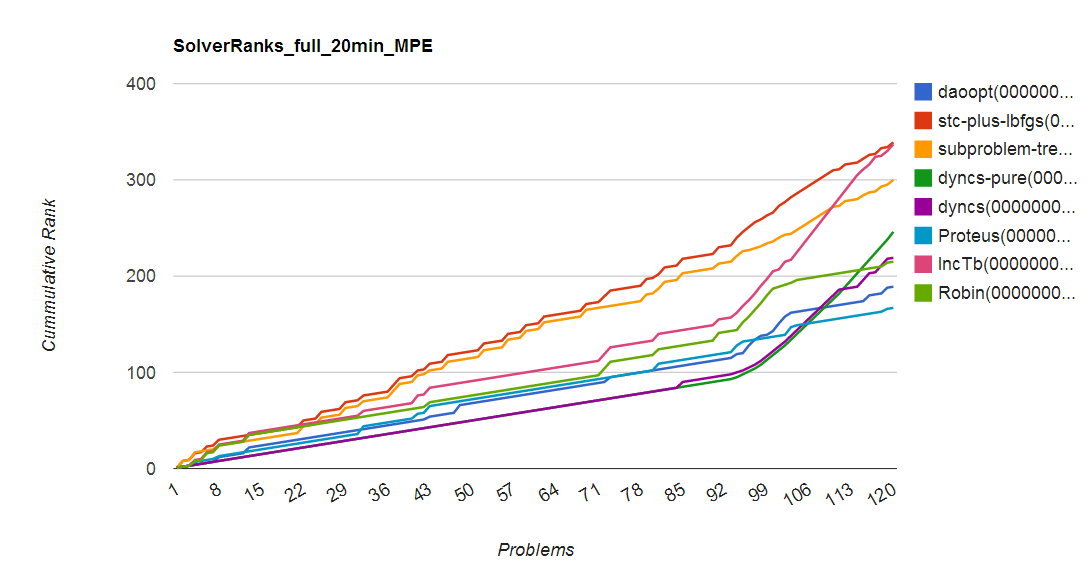 SolverRanks_full_20min_MPE
400
300
200
100
0
Cummulative Rank
1
8
15
22
29
36
43
50
57
64
71
78
85
92
99
106
113
120
Problems
daoopt(000000...
stc-plus-lbfgs(0...
subproblem-tre...
dyncs-pure(000...
dyncs(0000000...
Proteus(00000...
IncTb(0000000...
Robin(0000000...